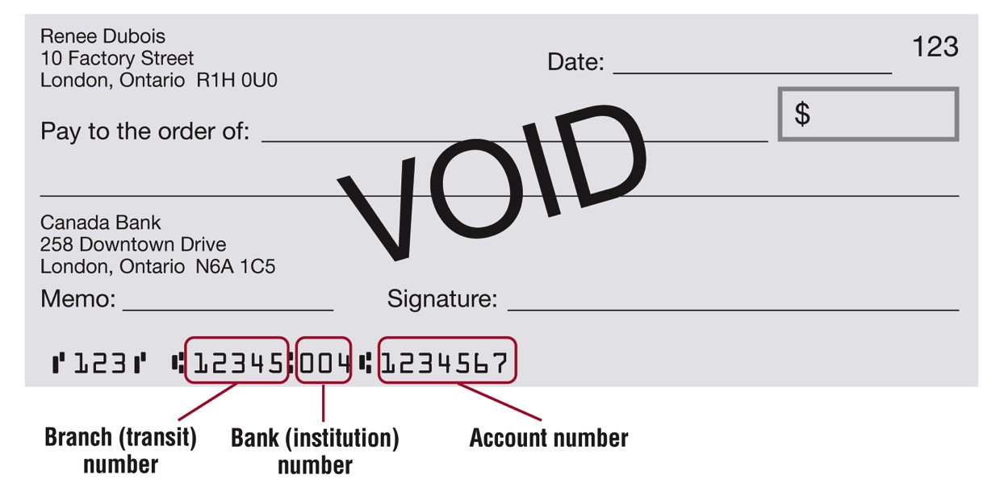 Renee Dubois
10 Factory Street
London, Ontario R1H 0U0
123
Date:
Pay to the order of:
$
VOID
Canada Bank
258 Downtown Drive
London, Ontario N6A 1C5
Memo:
Signature:
⑈123⑈ ⑆12345⑆004⑆ 1234567
Branch (transit)
number
Bank (institution)
number
Account number